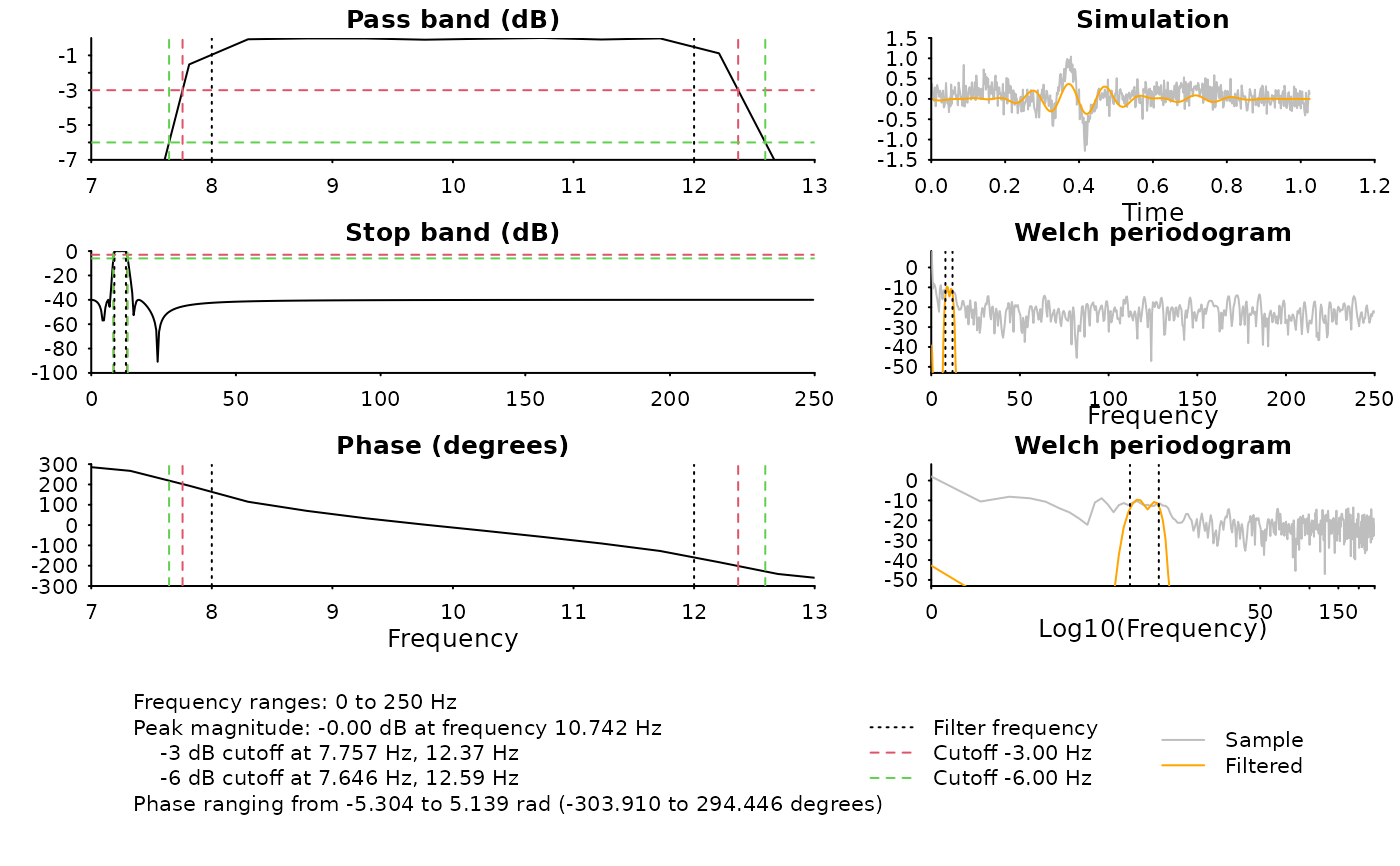 Pass band (dB)
-1
-3
-5
-7
7 8 9 10 11 12 13
Simulation
1.5
1.0
0.5
0.0
-0.5
-1.0
-1.5
0.0 0.2 0.4 0.6 0.8 1.0 1.2
Time
Stop band (dB)
0
-20
-40
-60
-80
-100
0 50 100 150 200 250
Welch periodogram
0
-10
-20
-30
-40
-50
0 50 100 150 200 250
Frequency
Phase (degrees)
300
200
100
0
-100
-200
-300
7 8 9 10 11 12 13
Frequency
Welch periodogram
0
-10
-20
-30
-40
-50
0 50 150
Log10(Frequency)
Frequency ranges: 0 to 250 Hz
Peak magnitude: -0.00 dB at frequency 10.742 Hz
-3 dB cutoff at 7.757 Hz, 12.37 Hz
-6 dB cutoff at 7.646 Hz, 12.59 Hz
Phase ranging from -5.304 to 5.139 rad (-303.910 to 294.446 degrees)
Filter frequency
Cutoff -3.00 Hz
Cutoff -6.00 Hz
Sample
Filtered